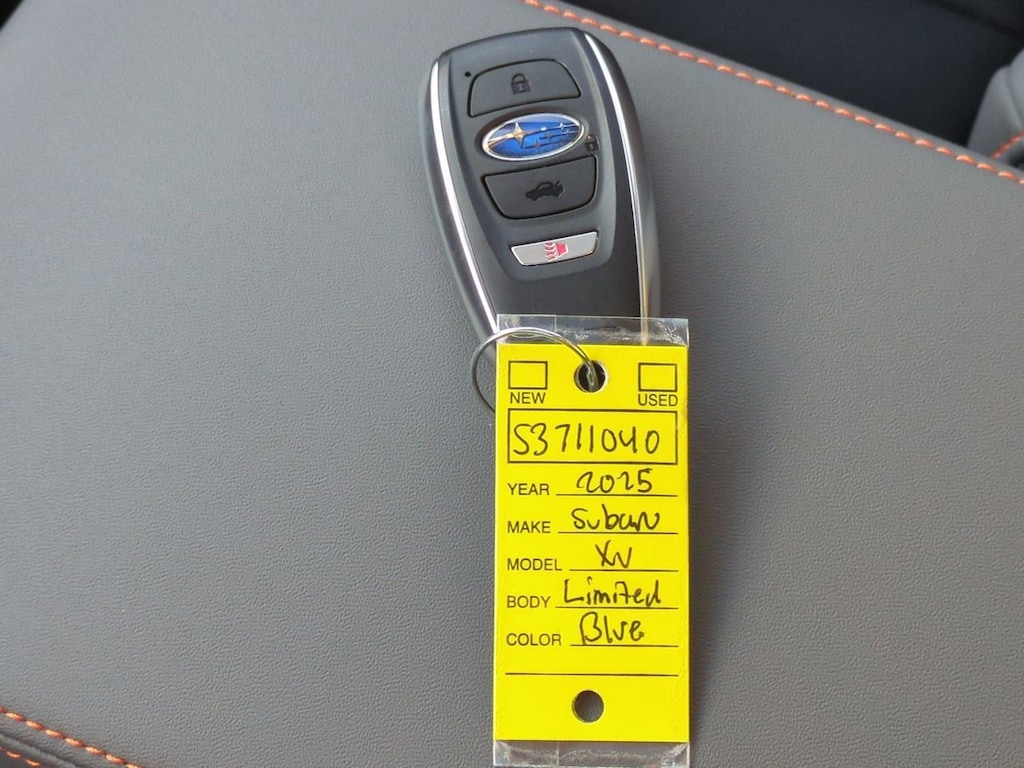 NEW USED
S3711040
YEAR 2025
MAKE Subaru
MODEL XV
BODY Limited
COLOR Blue